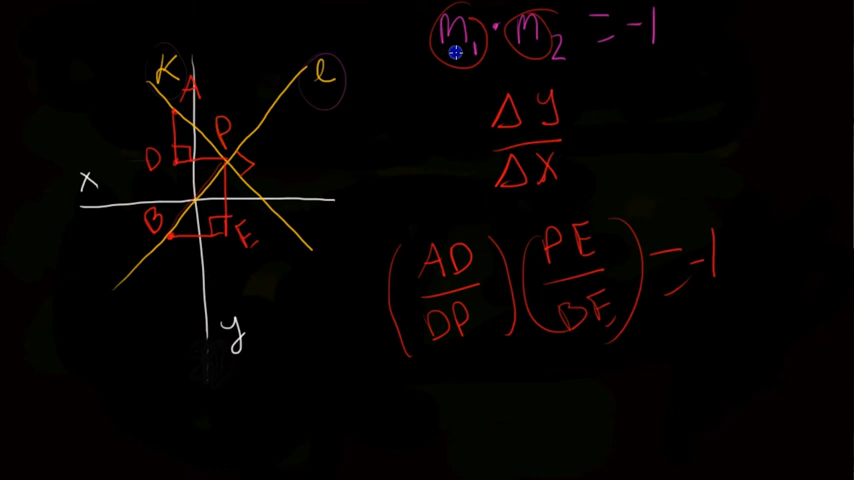 m₁ · m₂ = -1
K
l
A
P
D
x
B
E
y
Δy
ΔX
(AD/DP)(PE/BE) = -1